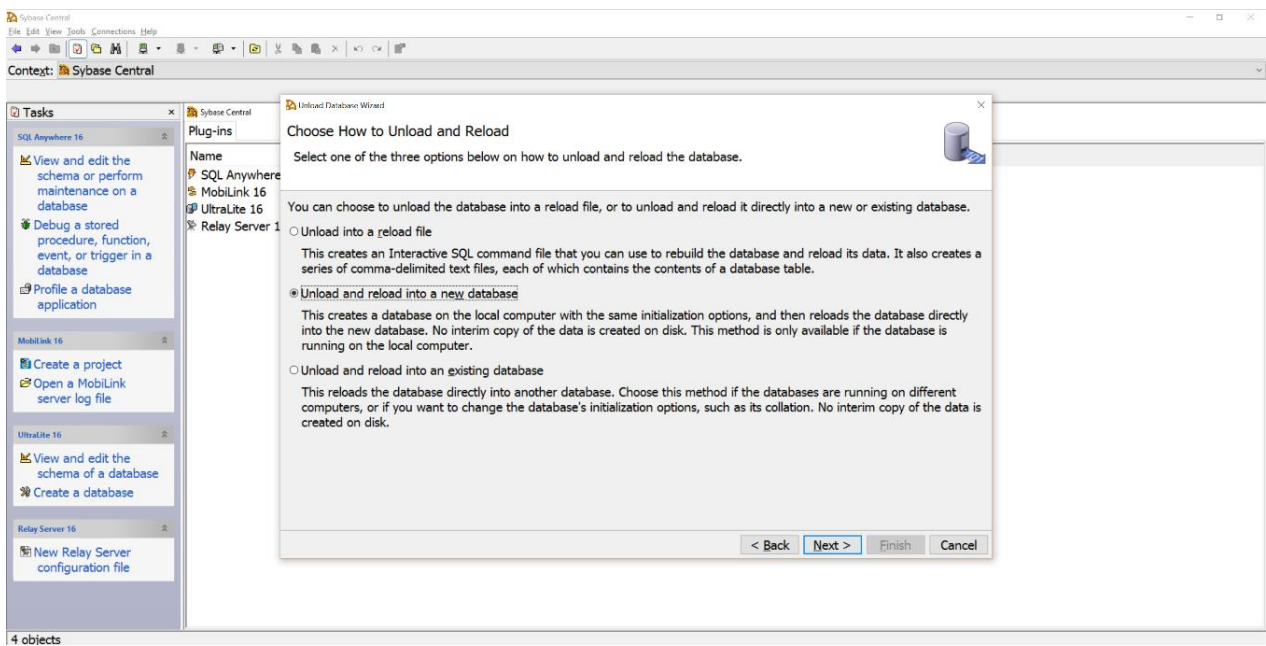 Sybase Central
File Edit View Tools Connections Help
Context: Sybase Central
Tasks
SQL Anywhere 16
View and edit the
schema or perform
maintenance on a
database
Debug a stored
procedure, function,
event, or trigger in a
database
Profile a database
application
MobiLink 16
Create a project
Open a MobiLink
server log file
UltraLite 16
View and edit the
schema of a database
Create a database
Relay Server 16
New Relay Server
configuration file
Sybase Central
Plug-ins
Name
SQL Anywhere
MobiLink 16
UltraLite 16
Relay Server 1
Unload Database Wizard
Choose How to Unload and Reload
Select one of the three options below on how to unload and reload the database.
You can choose to unload the database into a reload file, or to unload and reload it directly into a new or existing database.
Unload into a reload file
This creates an Interactive SQL command file that you can use to rebuild the database and reload its data. It also creates a
series of comma-delimited text files, each of which contains the contents of a database table.
Unload and reload into a new database
This creates a database on the local computer with the same initialization options, and then reloads the database directly
into the new database. No interim copy of the data is created on disk. This method is only available if the database is
running on the local computer.
Unload and reload into an existing database
This reloads the database directly into another database. Choose this method if the databases are running on different
computers, or if you want to change the database's initialization options, such as its collation. No interim copy of the data is
created on disk.
< Back Next > Finish Cancel
4 objects